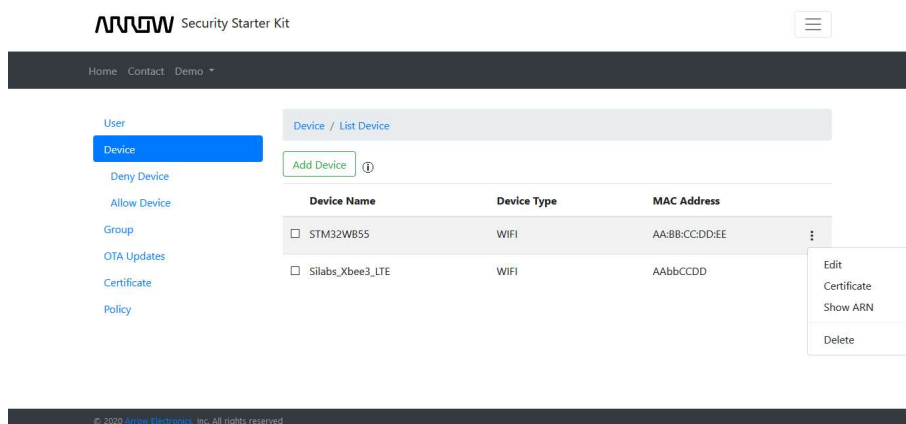 ARROW Security Starter Kit
Home Contact Demo
User
Device
Deny Device
Allow Device
Group
OTA Updates
Certificate
Policy
Device / List Device
Add Device
Device Name Device Type MAC Address
STM32WB55 WIFI AA:BB:CC:DD:EE
Silabs_Xbee3_LTE WIFI AAbbCCDD
Edit
Certificate
Show ARN
Delete
© 2020 Arrow Electronics, Inc. All rights reserved